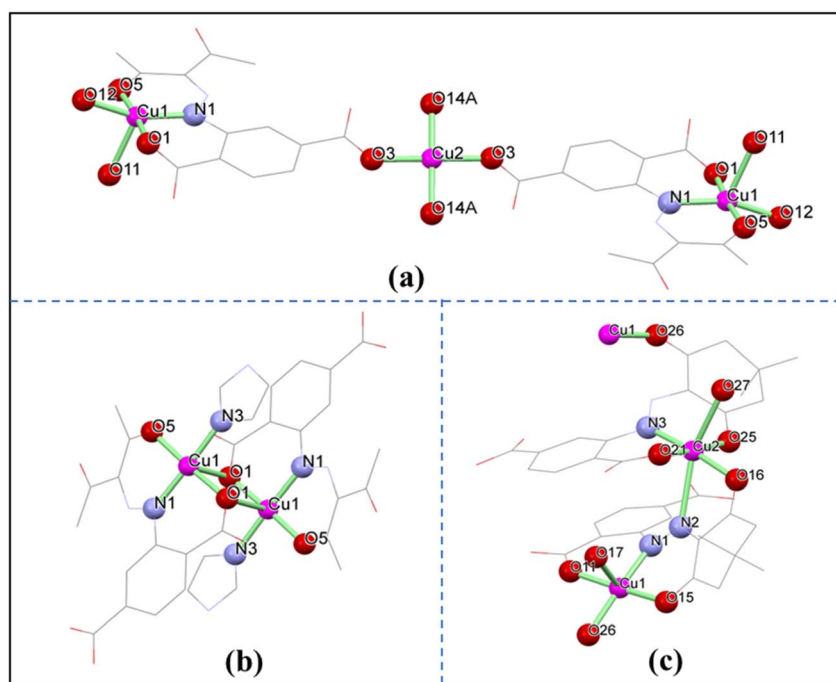 O14A
O5
O12
Cu1
N1
O1
O11
O3
Cu2
O3
O14A
O11
O1
N1
Cu1
O12
O5
(a)
O5
N3
Cu1
O1
N1
O1
Cu1
N1
N3
O5
(b)
Cu1
O26
O27
N3
O21
Cu2
O25
O16
N2
N1
O17
O11
Cu1
O15
O26
(c)